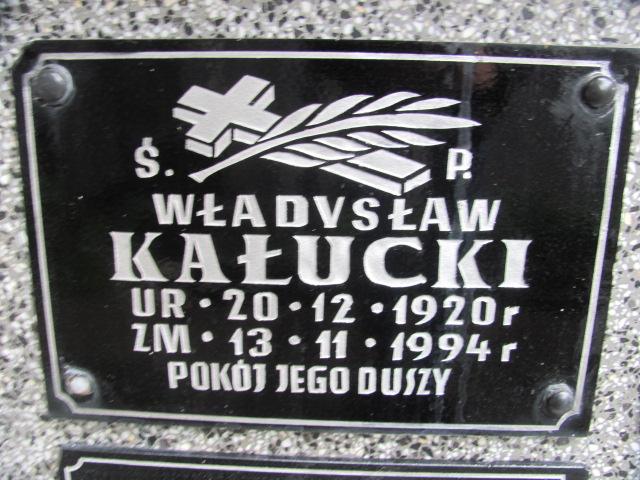 Ś. P.
WŁADYSŁAW
KAŁUCKI
UR · 20 · 12 · 1920 r
ZM · 13 · 11 · 1994 r
POKÓJ JEGO DUSZY